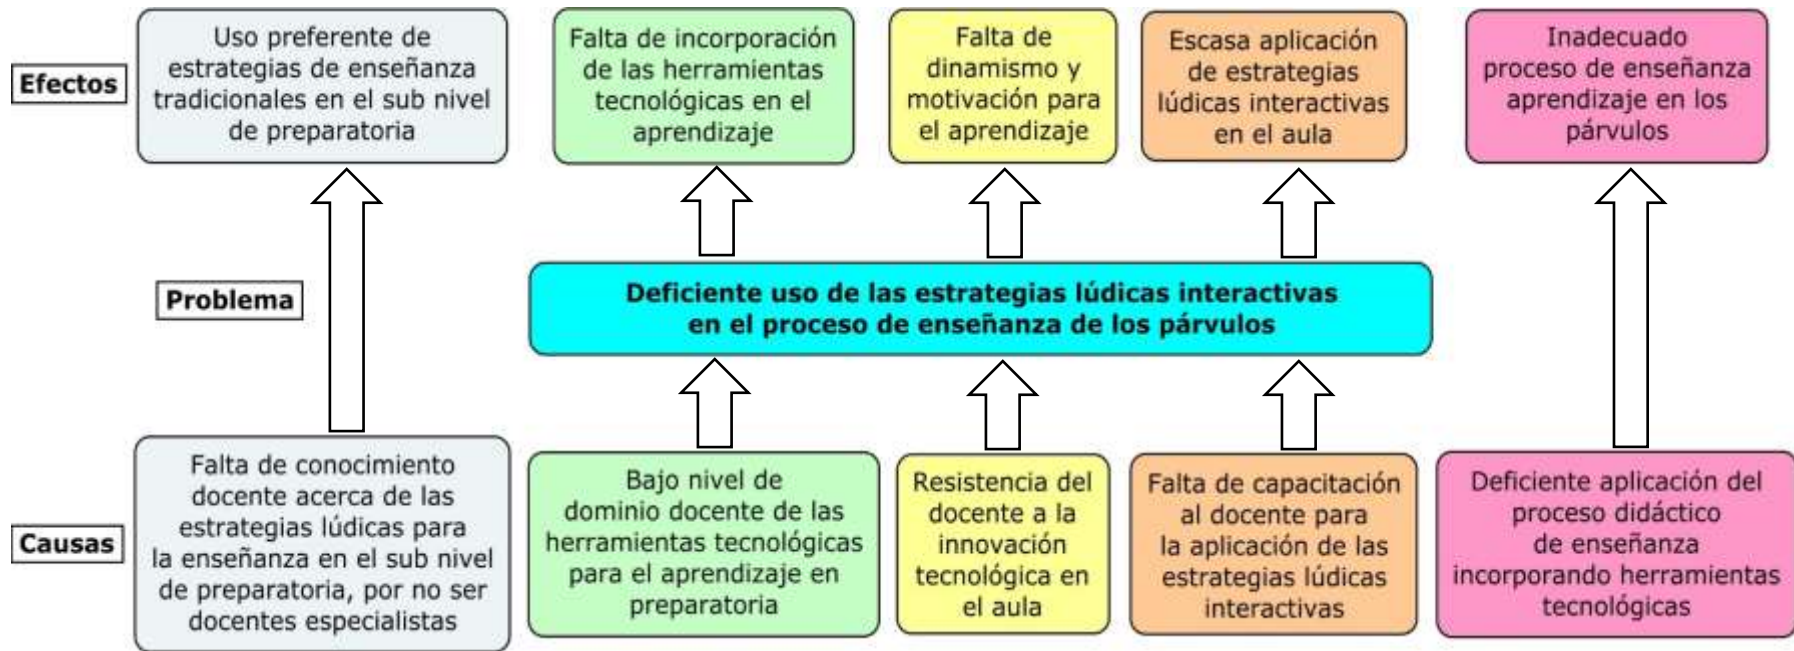 Efectos
Uso preferente de
estrategias de enseñanza
tradicionales en el sub nivel
de preparatoria
Falta de incorporación
de las herramientas
tecnológicas en el
aprendizaje
Falta de
dinamismo y
motivación para
el aprendizaje
Escasa aplicación
de estrategias
lúdicas interactivas
en el aula
Inadecuado
proceso de enseñanza
aprendizaje en los
párvulos
Problema
Deficiente uso de las estrategias lúdicas interactivas
en el proceso de enseñanza de los párvulos
Causas
Falta de conocimiento
docente acerca de las
estrategias lúdicas para
la enseñanza en el sub nivel
de preparatoria, por no ser
docentes especialistas
Bajo nivel de
dominio docente de las
herramientas tecnológicas
para el aprendizaje en
preparatoria
Resistencia del
docente a la
innovación
tecnológica en
el aula
Falta de capacitación
al docente para
la aplicación de las
estrategias lúdicas
interactivas
Deficiente aplicación del
proceso didáctico
de enseñanza
incorporando herramientas
tecnológicas